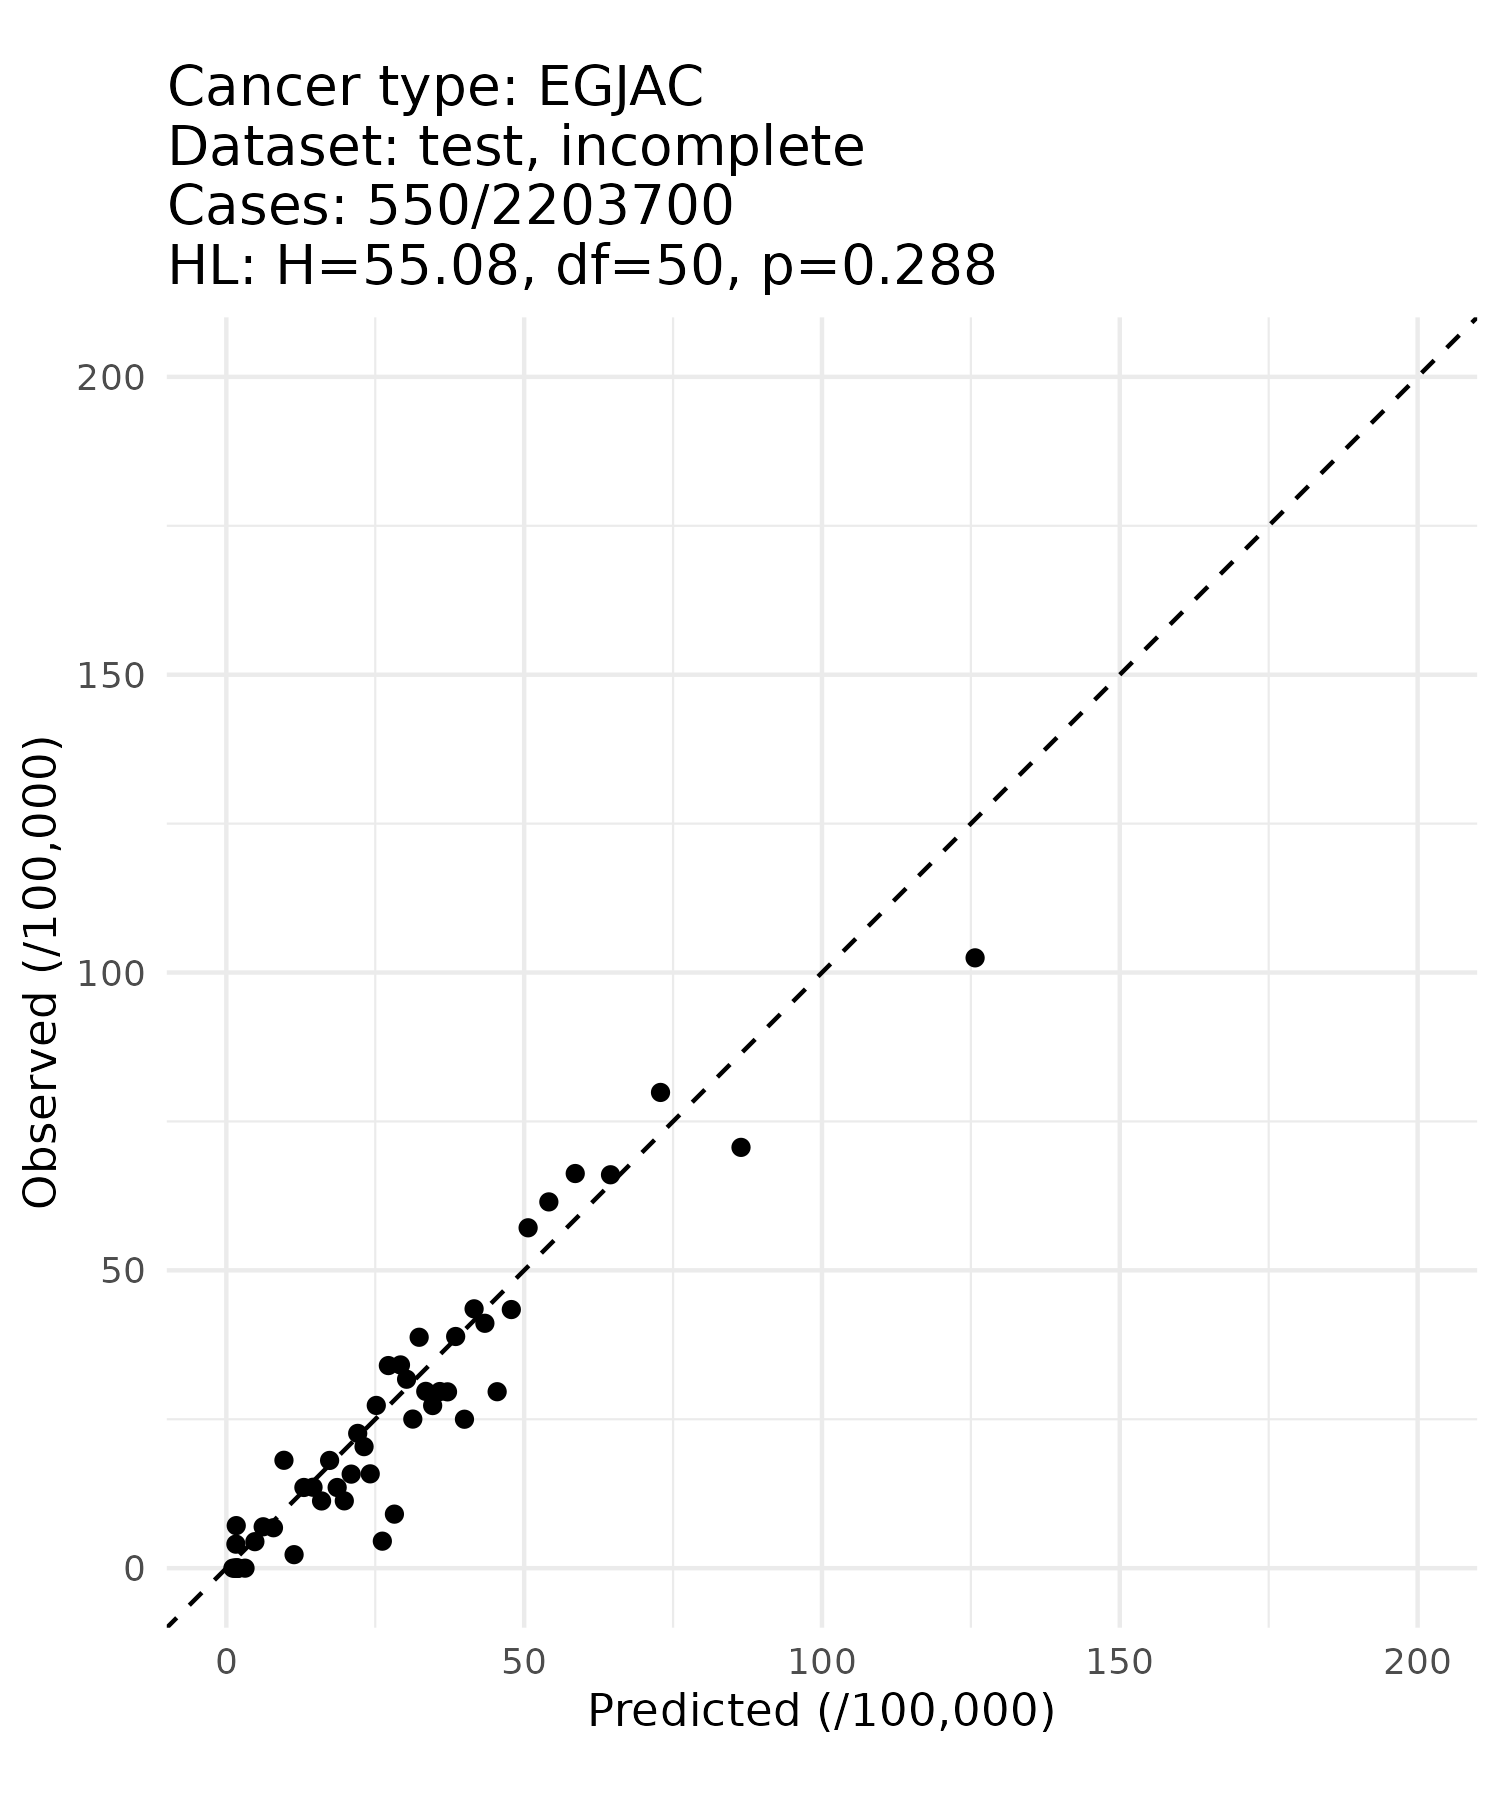 Cancer type: EGJAC
Dataset: test, incomplete
Cases: 550/2203700
HL: H=55.08, df=50, p=0.288
200
150
100
50
0
Observed (/100,000)
0 50 100 150 200
Predicted (/100,000)